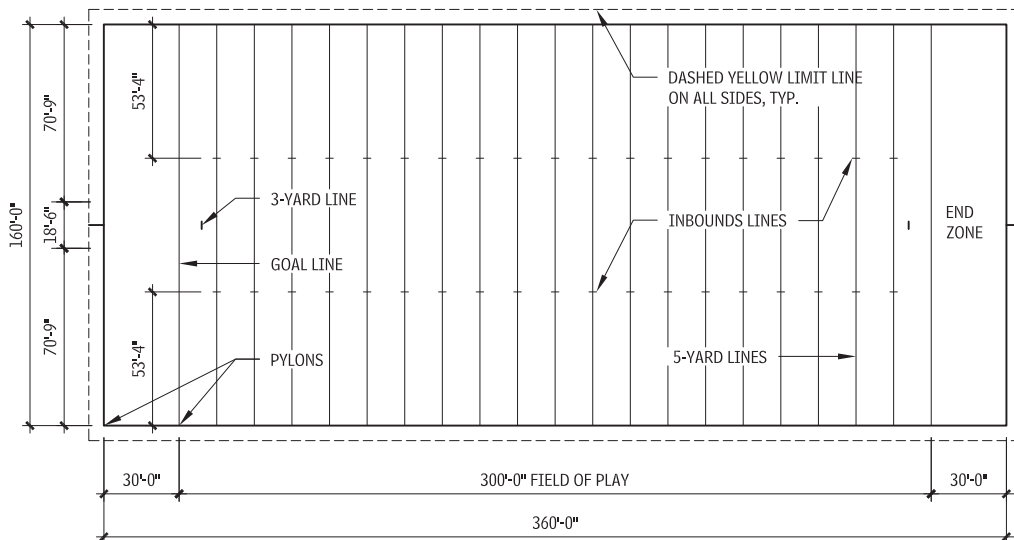 DASHED YELLOW LIMIT LINE
ON ALL SIDES, TYP.
53'-4"
70'-9"
3-YARD LINE
INBOUNDS LINES
END
ZONE
160'-0"
18'-6"
GOAL LINE
70'-9"
53'-4"
PYLONS
5-YARD LINES
30'-0"
300'-0" FIELD OF PLAY
30'-0"
360'-0"